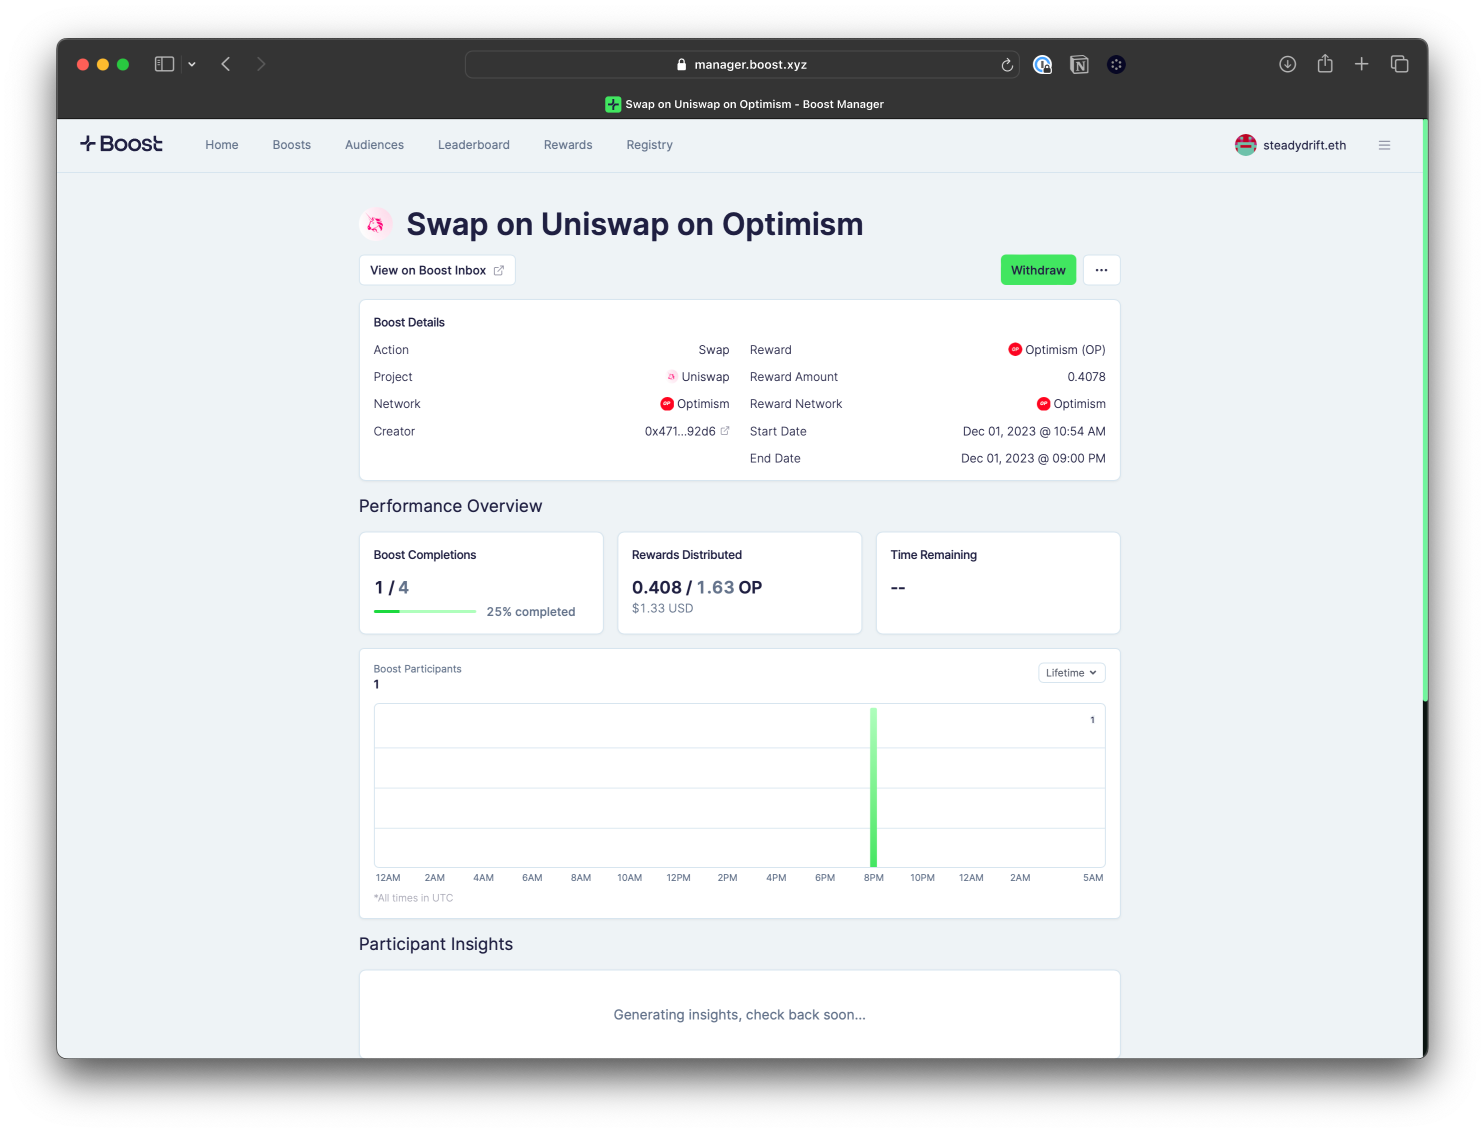 manager.boost.xyz
Swap on Uniswap on Optimism - Boost Manager
Boost Home Boosts Audiences Leaderboard Rewards Registry steadydrift.eth
Swap on Uniswap on Optimism
View on Boost Inbox Withdraw ...
Boost Details
Action Swap Reward OP Optimism (OP)
Project Uniswap Reward Amount 0.4078
Network OP Optimism Reward Network OP Optimism
Creator 0x471...92d6 Start Date Dec 01, 2023 @ 10:54 AM
End Date Dec 01, 2023 @ 09:00 PM
Performance Overview
Boost Completions Rewards Distributed Time Remaining
1 / 4 0.408 / 1.63 OP --
25% completed $1.33 USD
Boost Participants Lifetime
1
1
12AM 2AM 4AM 6AM 8AM 10AM 12PM 2PM 4PM 6PM 8PM 10PM 12AM 2AM 5AM
*All times in UTC
Participant Insights
Generating insights, check back soon...